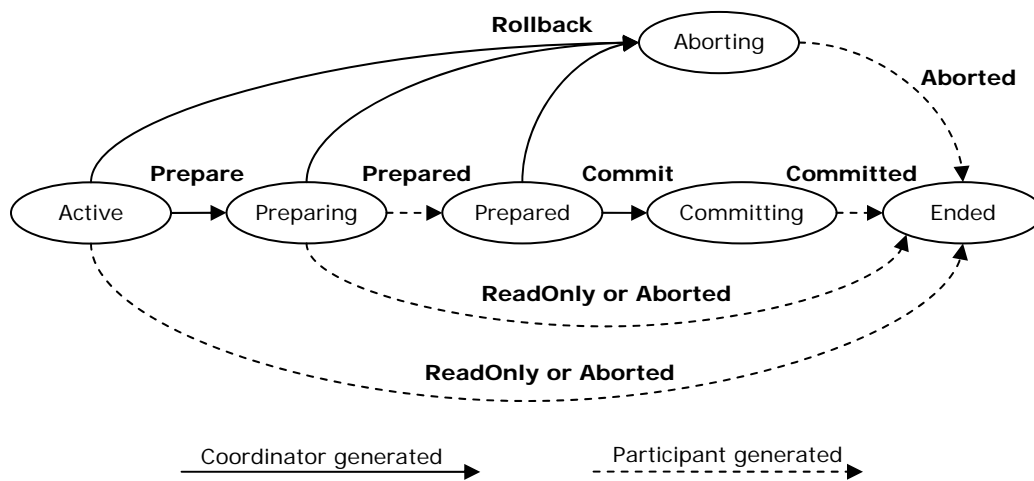 Rollback
Aborting
Aborted
Prepare
Prepared
Commit
Committed
Active
Preparing
Prepared
Committing
Ended
ReadOnly or Aborted
ReadOnly or Aborted
Coordinator generated
Participant generated